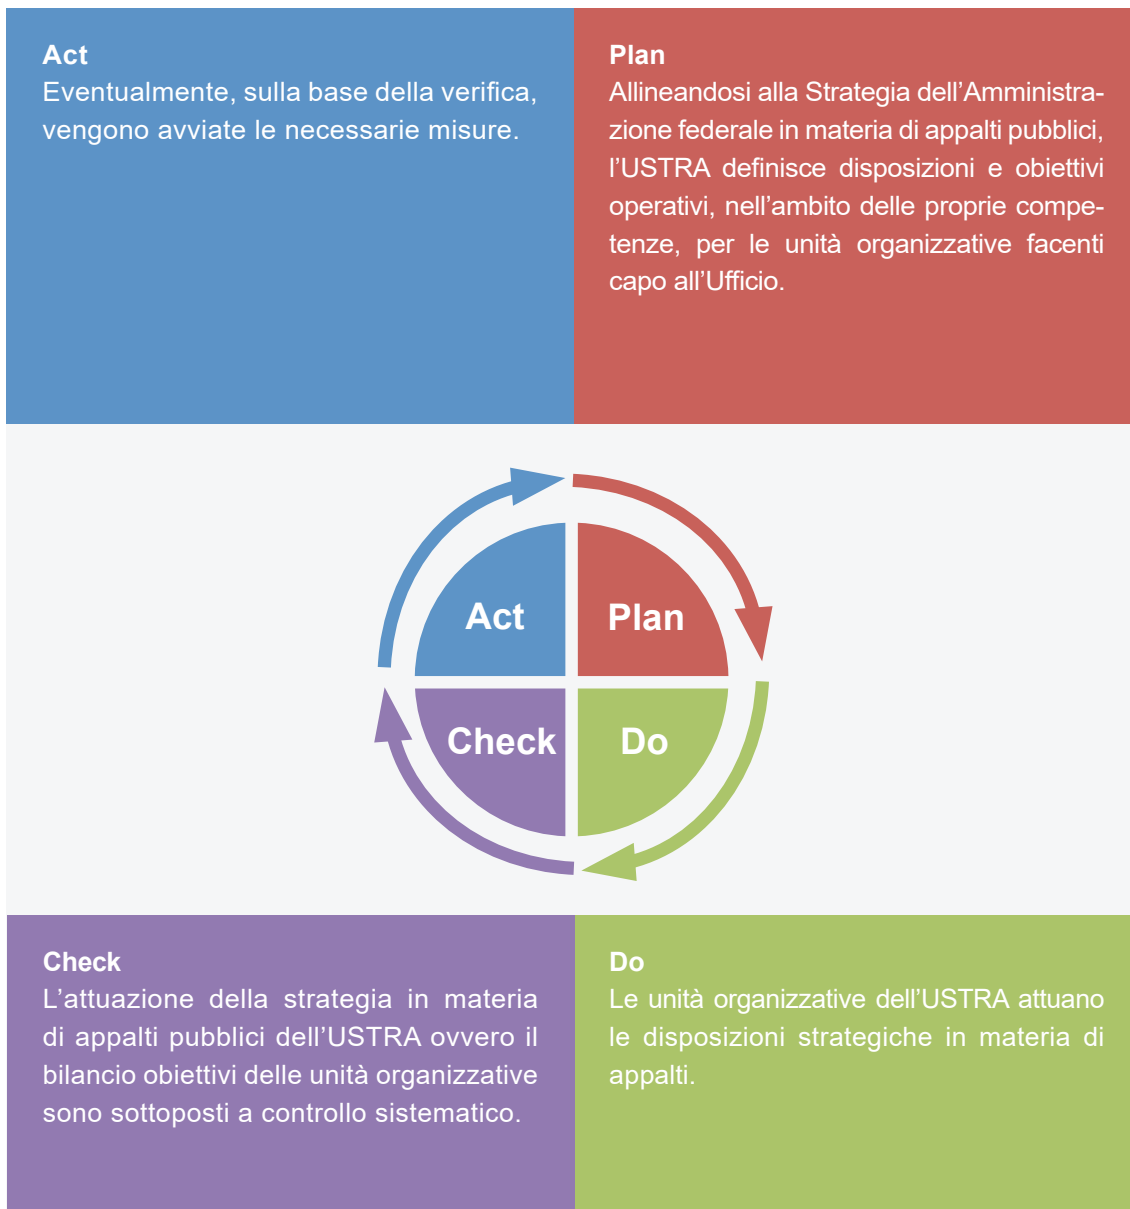 Act
Eventualmente, sulla base della verifica,
vengono avviate le necessarie misure.
Plan
Allineandosi alla Strategia dell’Amministra-
zione federale in materia di appalti pubblici,
l’USTRA definisce disposizioni e obiettivi
operativi, nell’ambito delle proprie compe-
tenze, per le unità organizzative facenti
capo all’Ufficio.
Act
Plan
Check
Do
Check
L’attuazione della strategia in materia
di appalti pubblici dell’USTRA ovvero il
bilancio obiettivi delle unità organizzative
sono sottoposti a controllo sistematico.
Do
Le unità organizzative dell’USTRA attuano
le disposizioni strategiche in materia di
appalti.